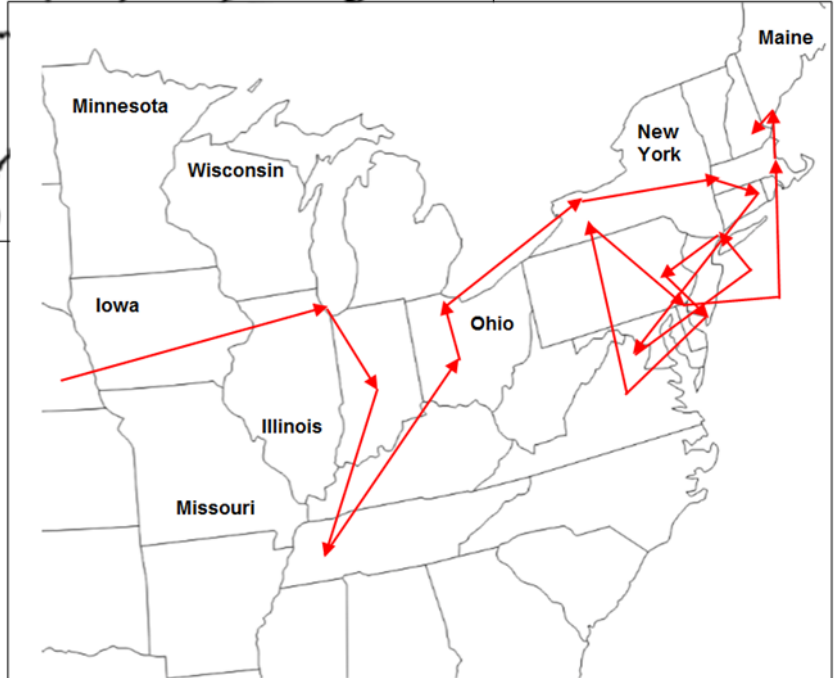 Maine
Minnesota
New
York
Wisconsin
Iowa
Ohio
Illinois
Missouri